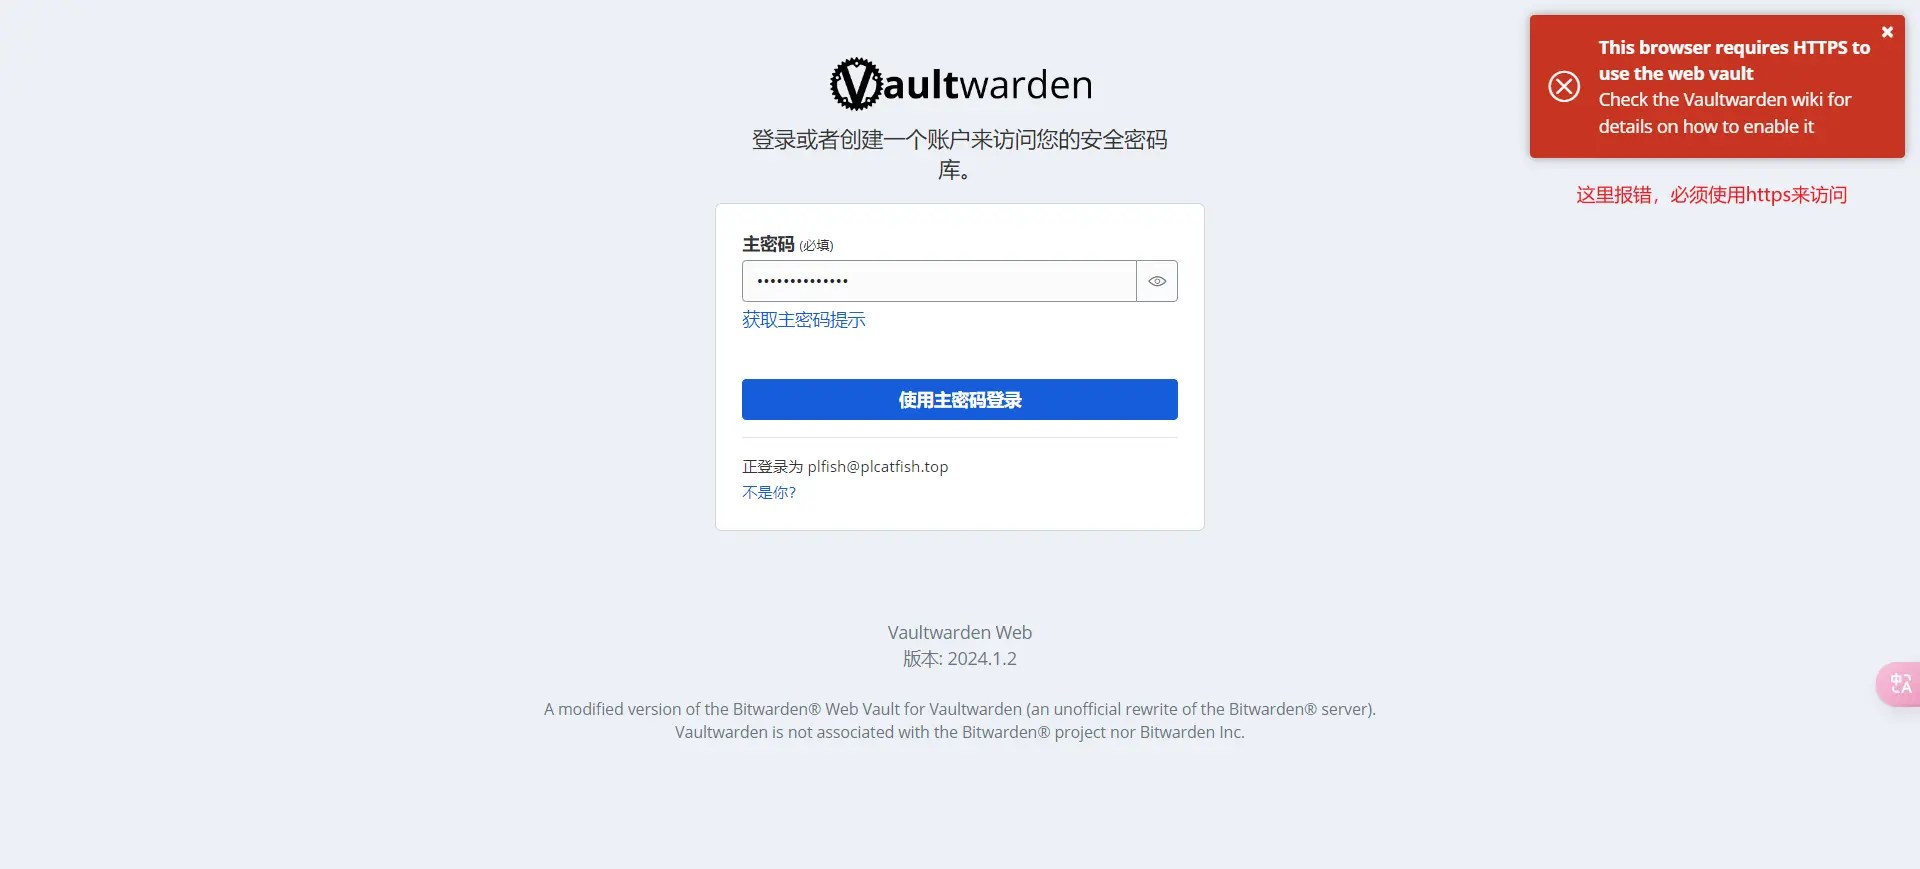 Vaultwarden
登录或者创建一个账户来访问您的安全密码
库。
主密码 (必填)
••••••••••••••
获取主密码提示
使用主密码登录
正登录为 plfish@plcatfish.top
不是你?
Vaultwarden Web
版本: 2024.1.2
A modified version of the Bitwarden® Web Vault for Vaultwarden (an unofficial rewrite of the Bitwarden® server).
Vaultwarden is not associated with the Bitwarden® project nor Bitwarden Inc.
This browser requires HTTPS to
use the web vault
Check the Vaultwarden wiki for
details on how to enable it
这里报错，必须使用https来访问
中
A